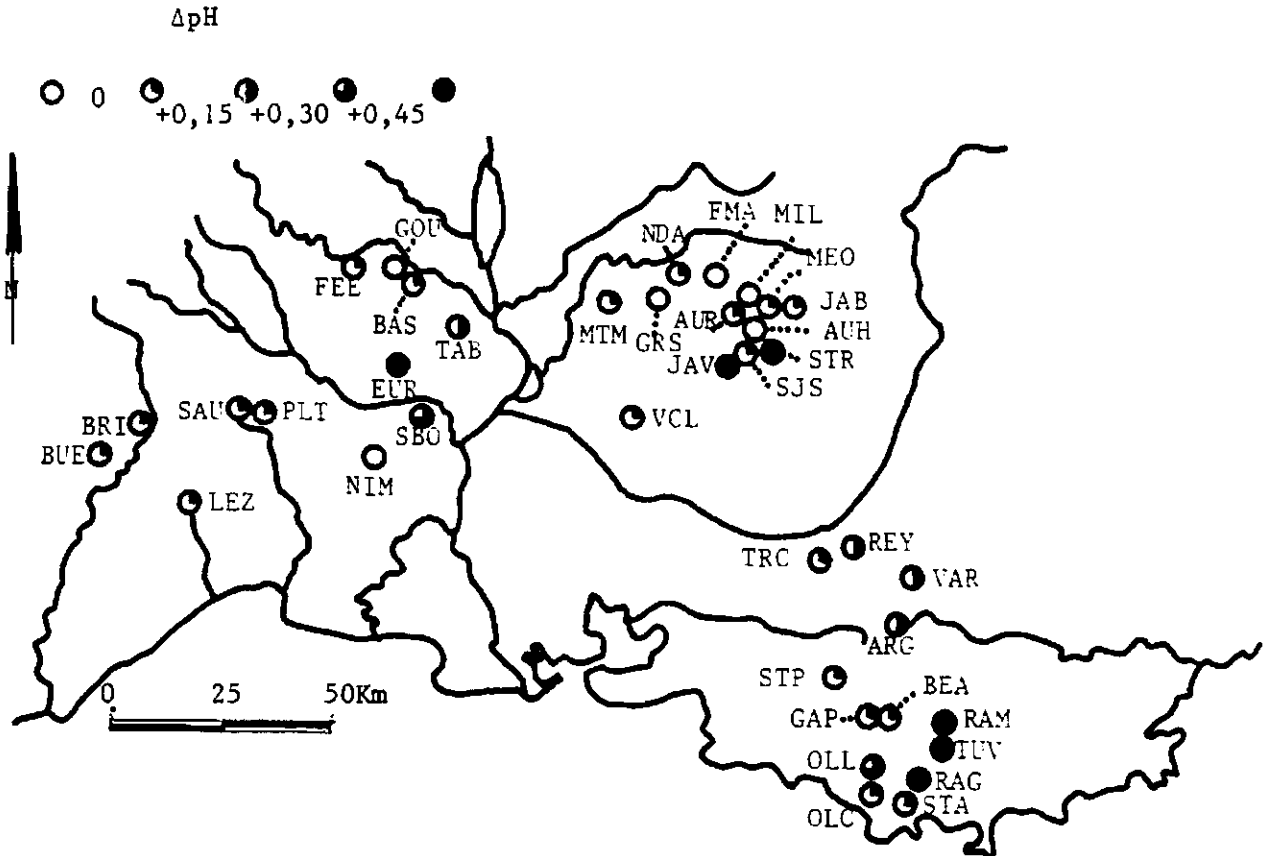 ΔpH
0 +0,15 +0,30 +0,45
N
GOU
FEE
BAS
TAB
EUR
SBO
NIM
SAU PLT
BRI
BUE
LEZ
NDA FMA MIL
MEO
JAB
MTM GRS AUR AUH
JAV STR
SJS
VCL
TRC REY
VAR
ARG
STP BEA
GAP RAM
TUV
OLL RAG
OLC STA
0 25 50Km